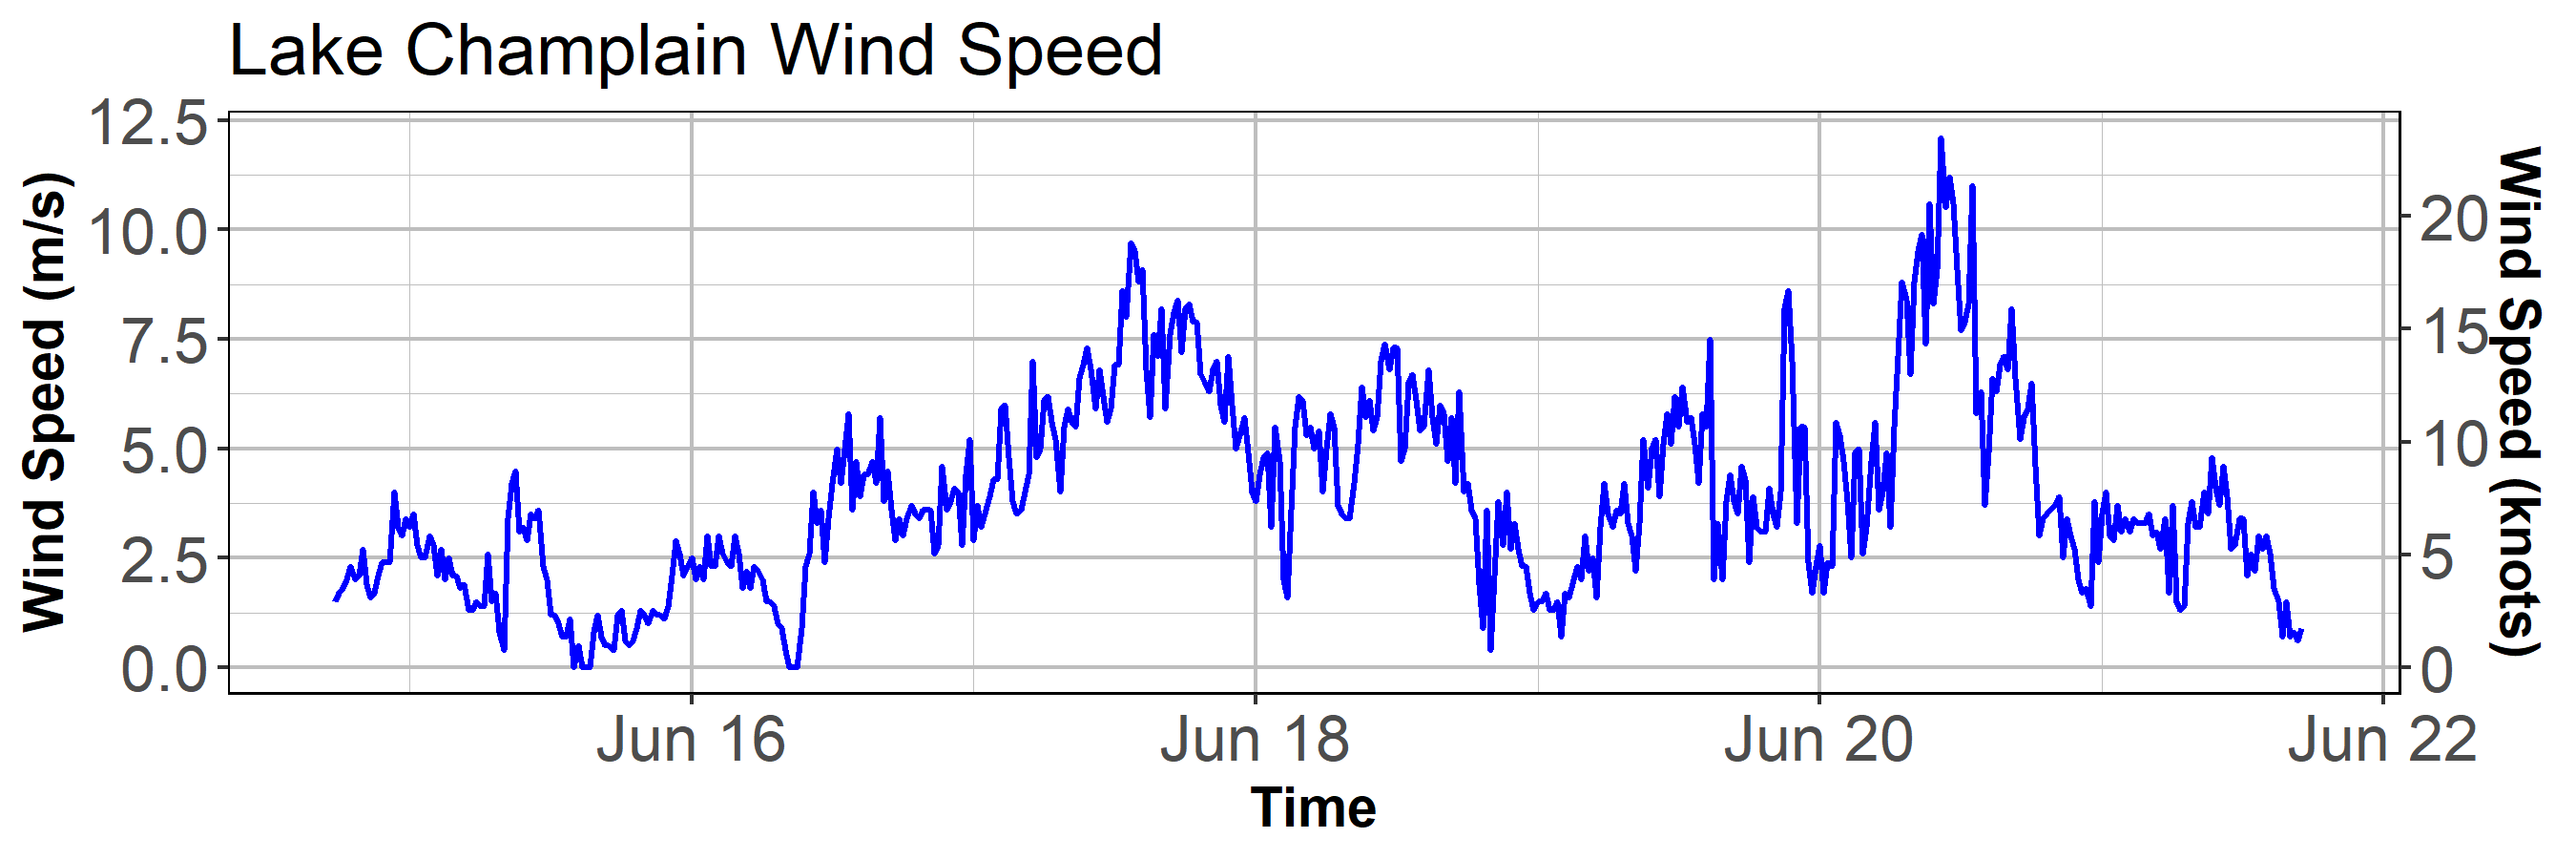 Lake Champlain Wind Speed
Wind Speed (m/s)
12.5
10.0
7.5
5.0
2.5
0.0
20
15
10
5
0
Wind Speed (knots)
Jun 16
Jun 18
Jun 20
Jun 22
Time